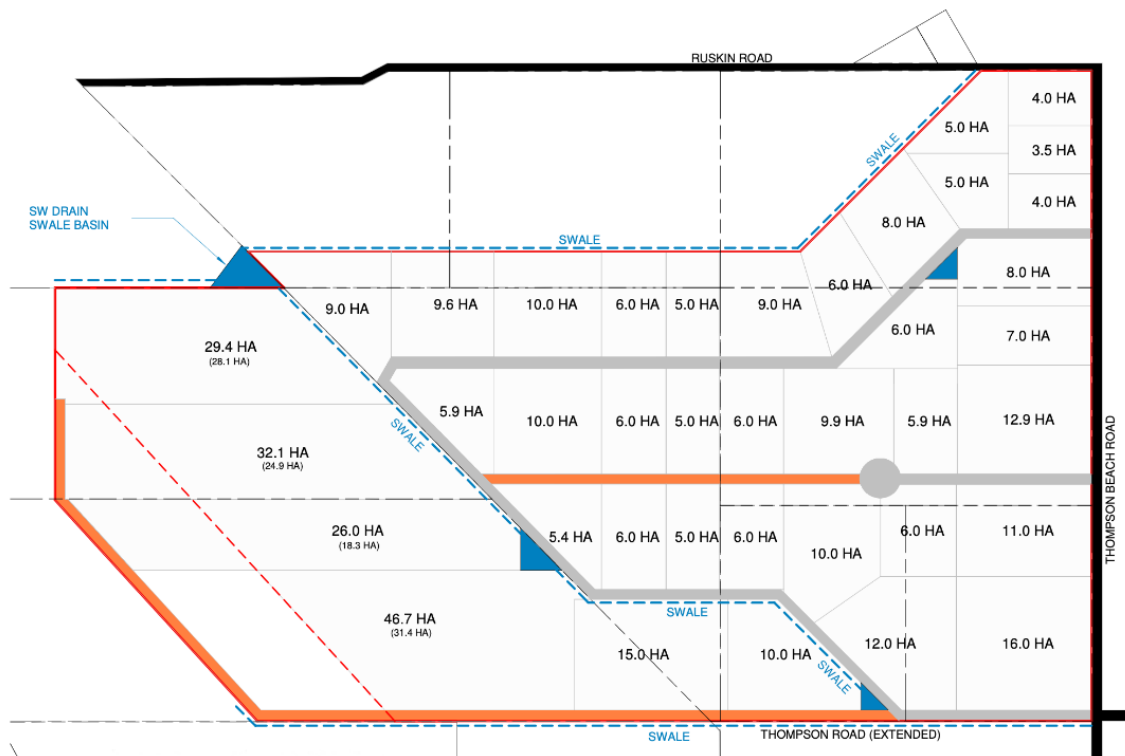 RUSKIN ROAD
4.0 HA
5.0 HA
SWALE
3.5 HA
5.0 HA
4.0 HA
SW DRAIN
SWALE BASIN
8.0 HA
SWALE
8.0 HA
6.0 HA
9.0 HA
9.6 HA
10.0 HA
6.0 HA
5.0 HA
9.0 HA
6.0 HA
7.0 HA
29.4 HA
(28.1 HA)
5.9 HA
10.0 HA
6.0 HA
5.0 HA
6.0 HA
9.9 HA
5.9 HA
12.9 HA
SWALE
32.1 HA
(24.9 HA)
THOMPSON BEACH ROAD
26.0 HA
(18.3 HA)
5.4 HA
6.0 HA
5.0 HA
6.0 HA
10.0 HA
6.0 HA
11.0 HA
46.7 HA
(31.4 HA)
SWALE
15.0 HA
10.0 HA
12.0 HA
16.0 HA
SWALE
SWALE
THOMPSON ROAD (EXTENDED)